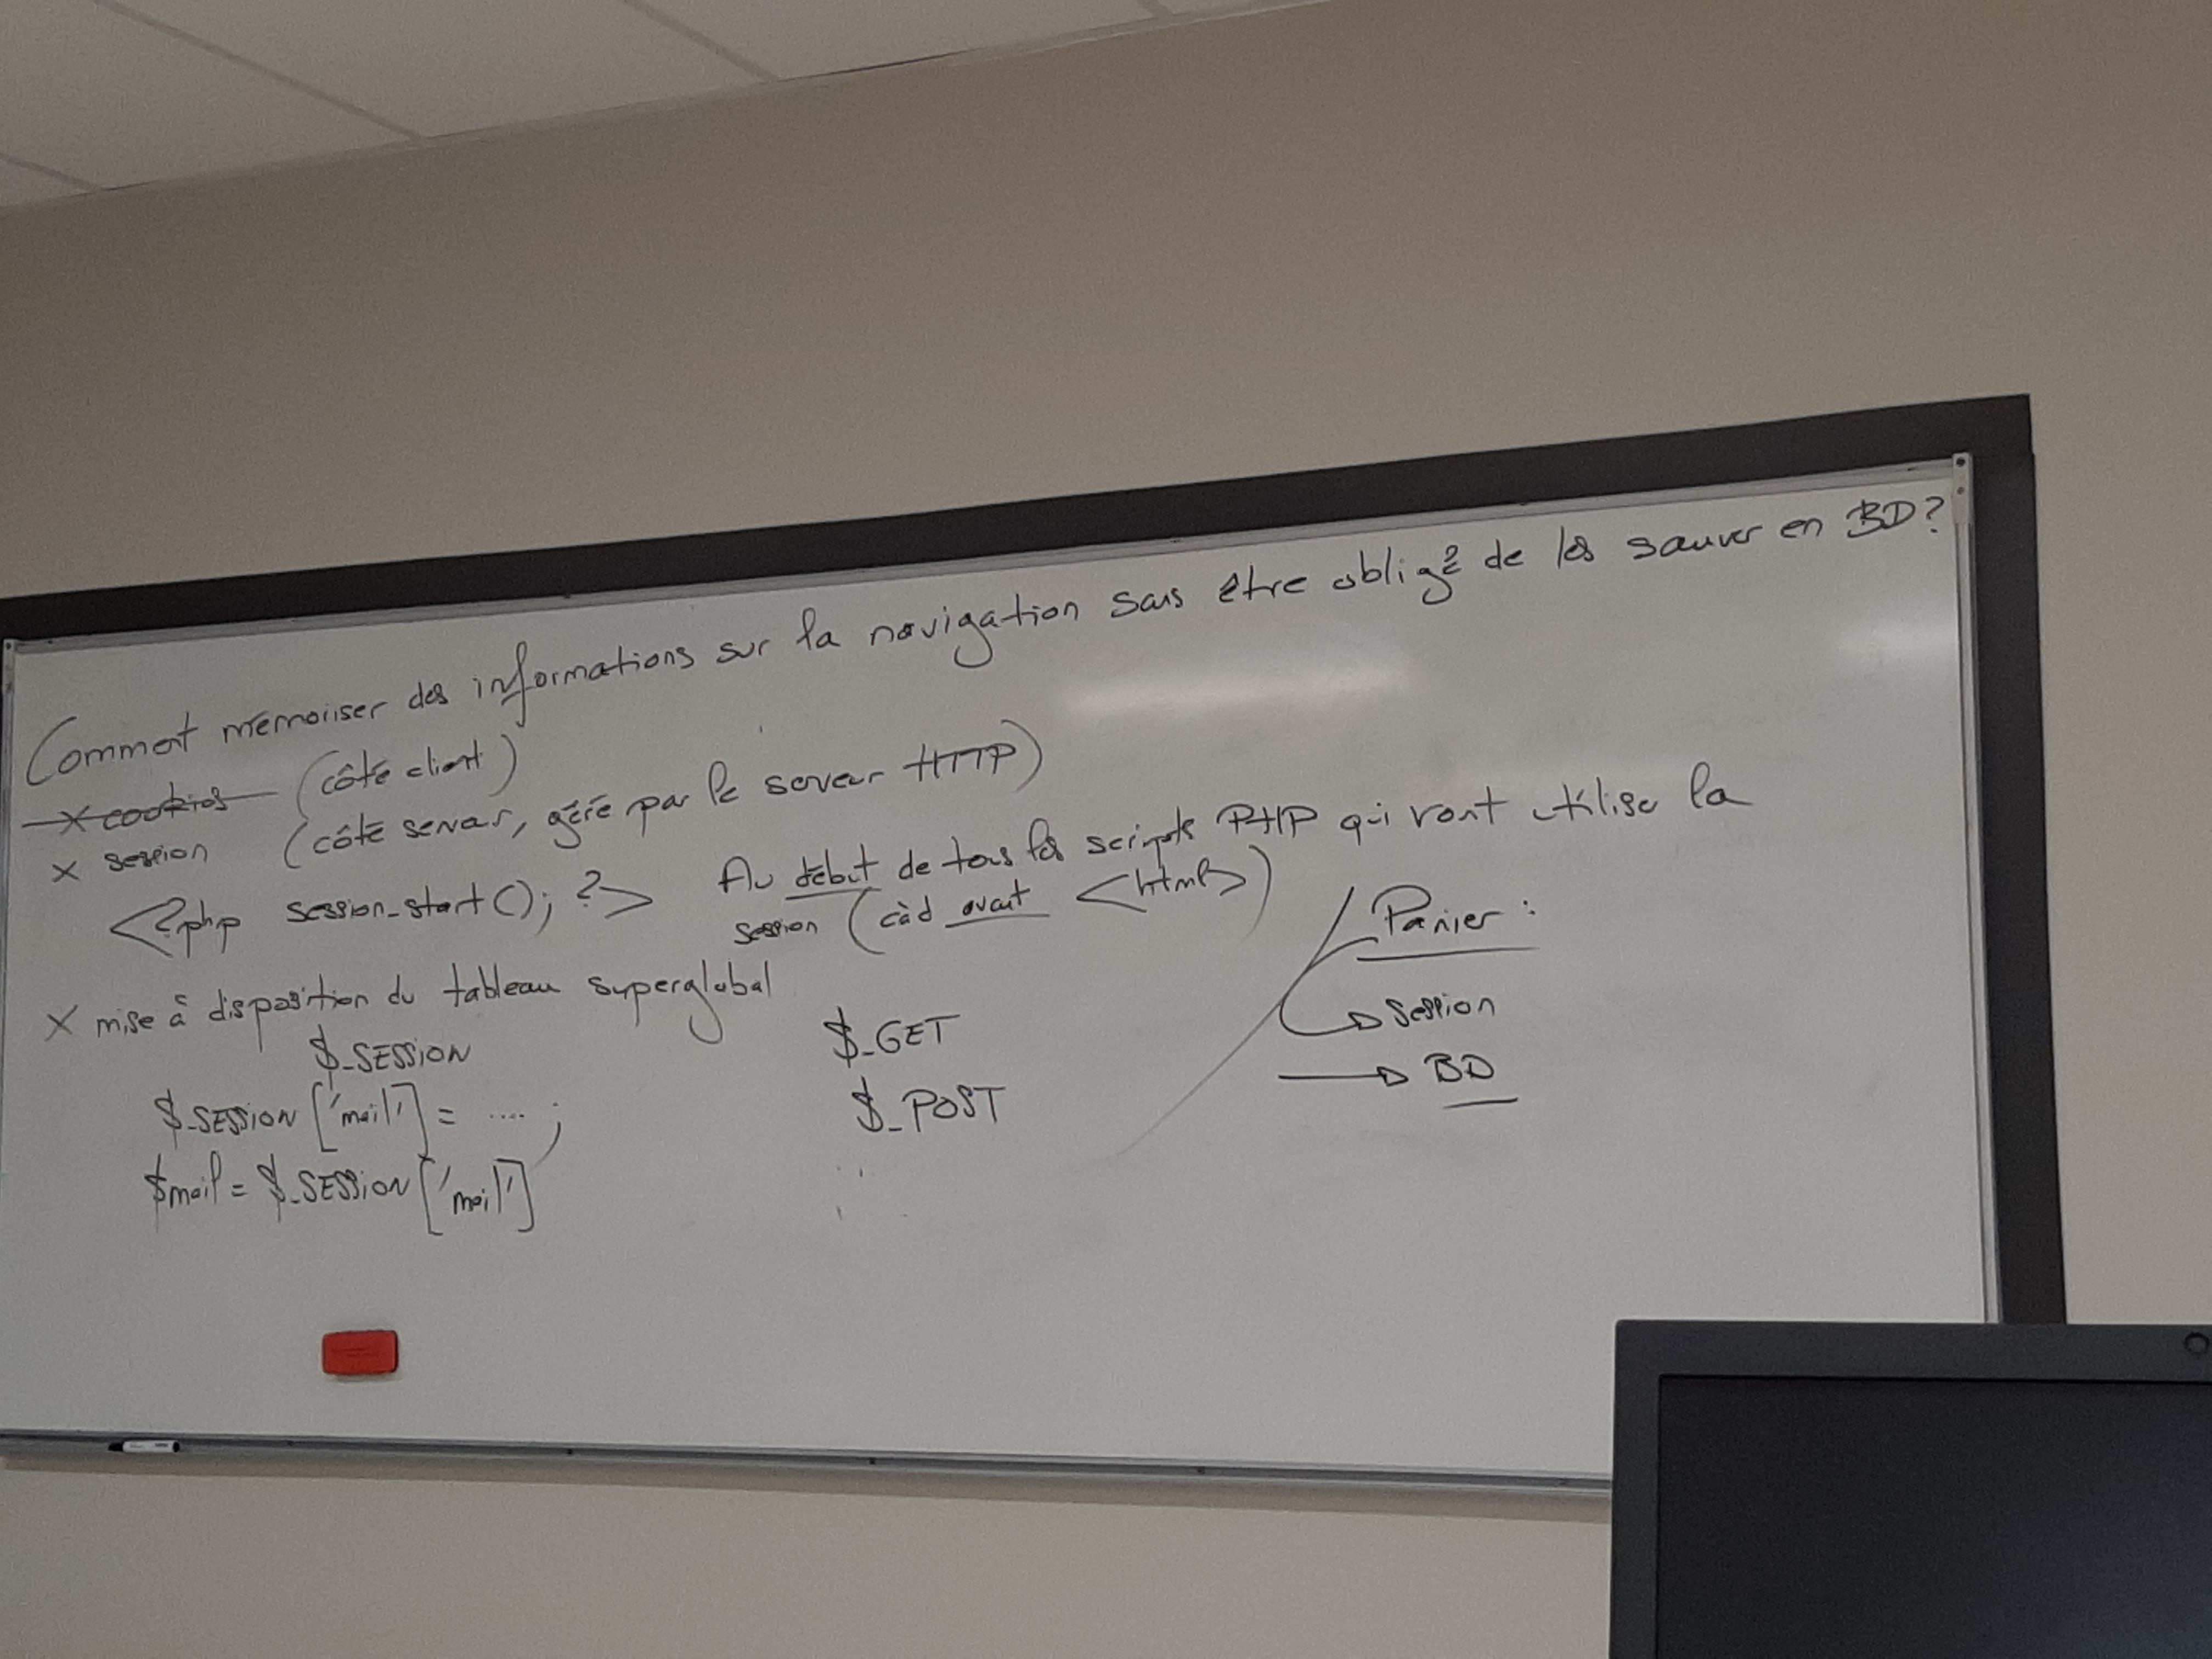 Comment mémoriser des informations sur la navigation sans être obligé de les sauver en BD?
X cookies (côté client)
X session (côté serveur, géré par le serveur HTTP)
<?php session_start(); ?> Au début de tous les scripts PHP qui vont utiliser la
session (càd avant <html>)
X mise à disposition du tableau superglobal
$_SESSION
$_SESSION['mail'] = ....;
$mail = $_SESSION['mail']
$_GET
$_POST
Panier :
session
BD